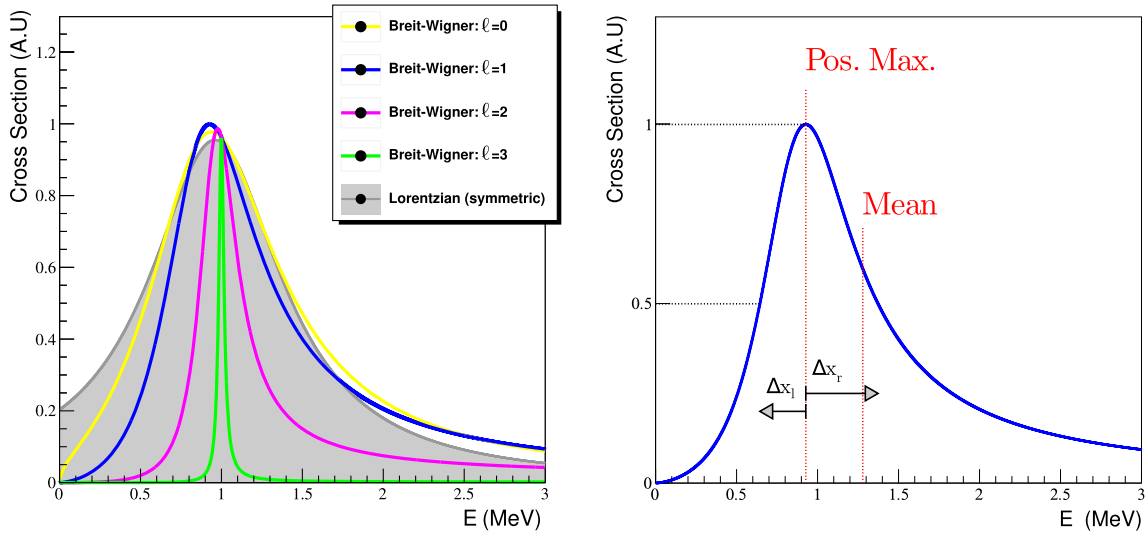 Cross Section (A.U)
1.2
1
0.8
0.6
0.4
0.2
0
0 0.5 1 1.5 2 2.5 3
E (MeV)
Breit-Wigner: ℓ=0
Breit-Wigner: ℓ=1
Breit-Wigner: ℓ=2
Breit-Wigner: ℓ=3
Lorentzian (symmetric)
Cross Section (A.U)
1
0.5
0
Pos. Max.
Mean
Δx_l
Δx_r
0 0.5 1 1.5 2 2.5 3
E (MeV)